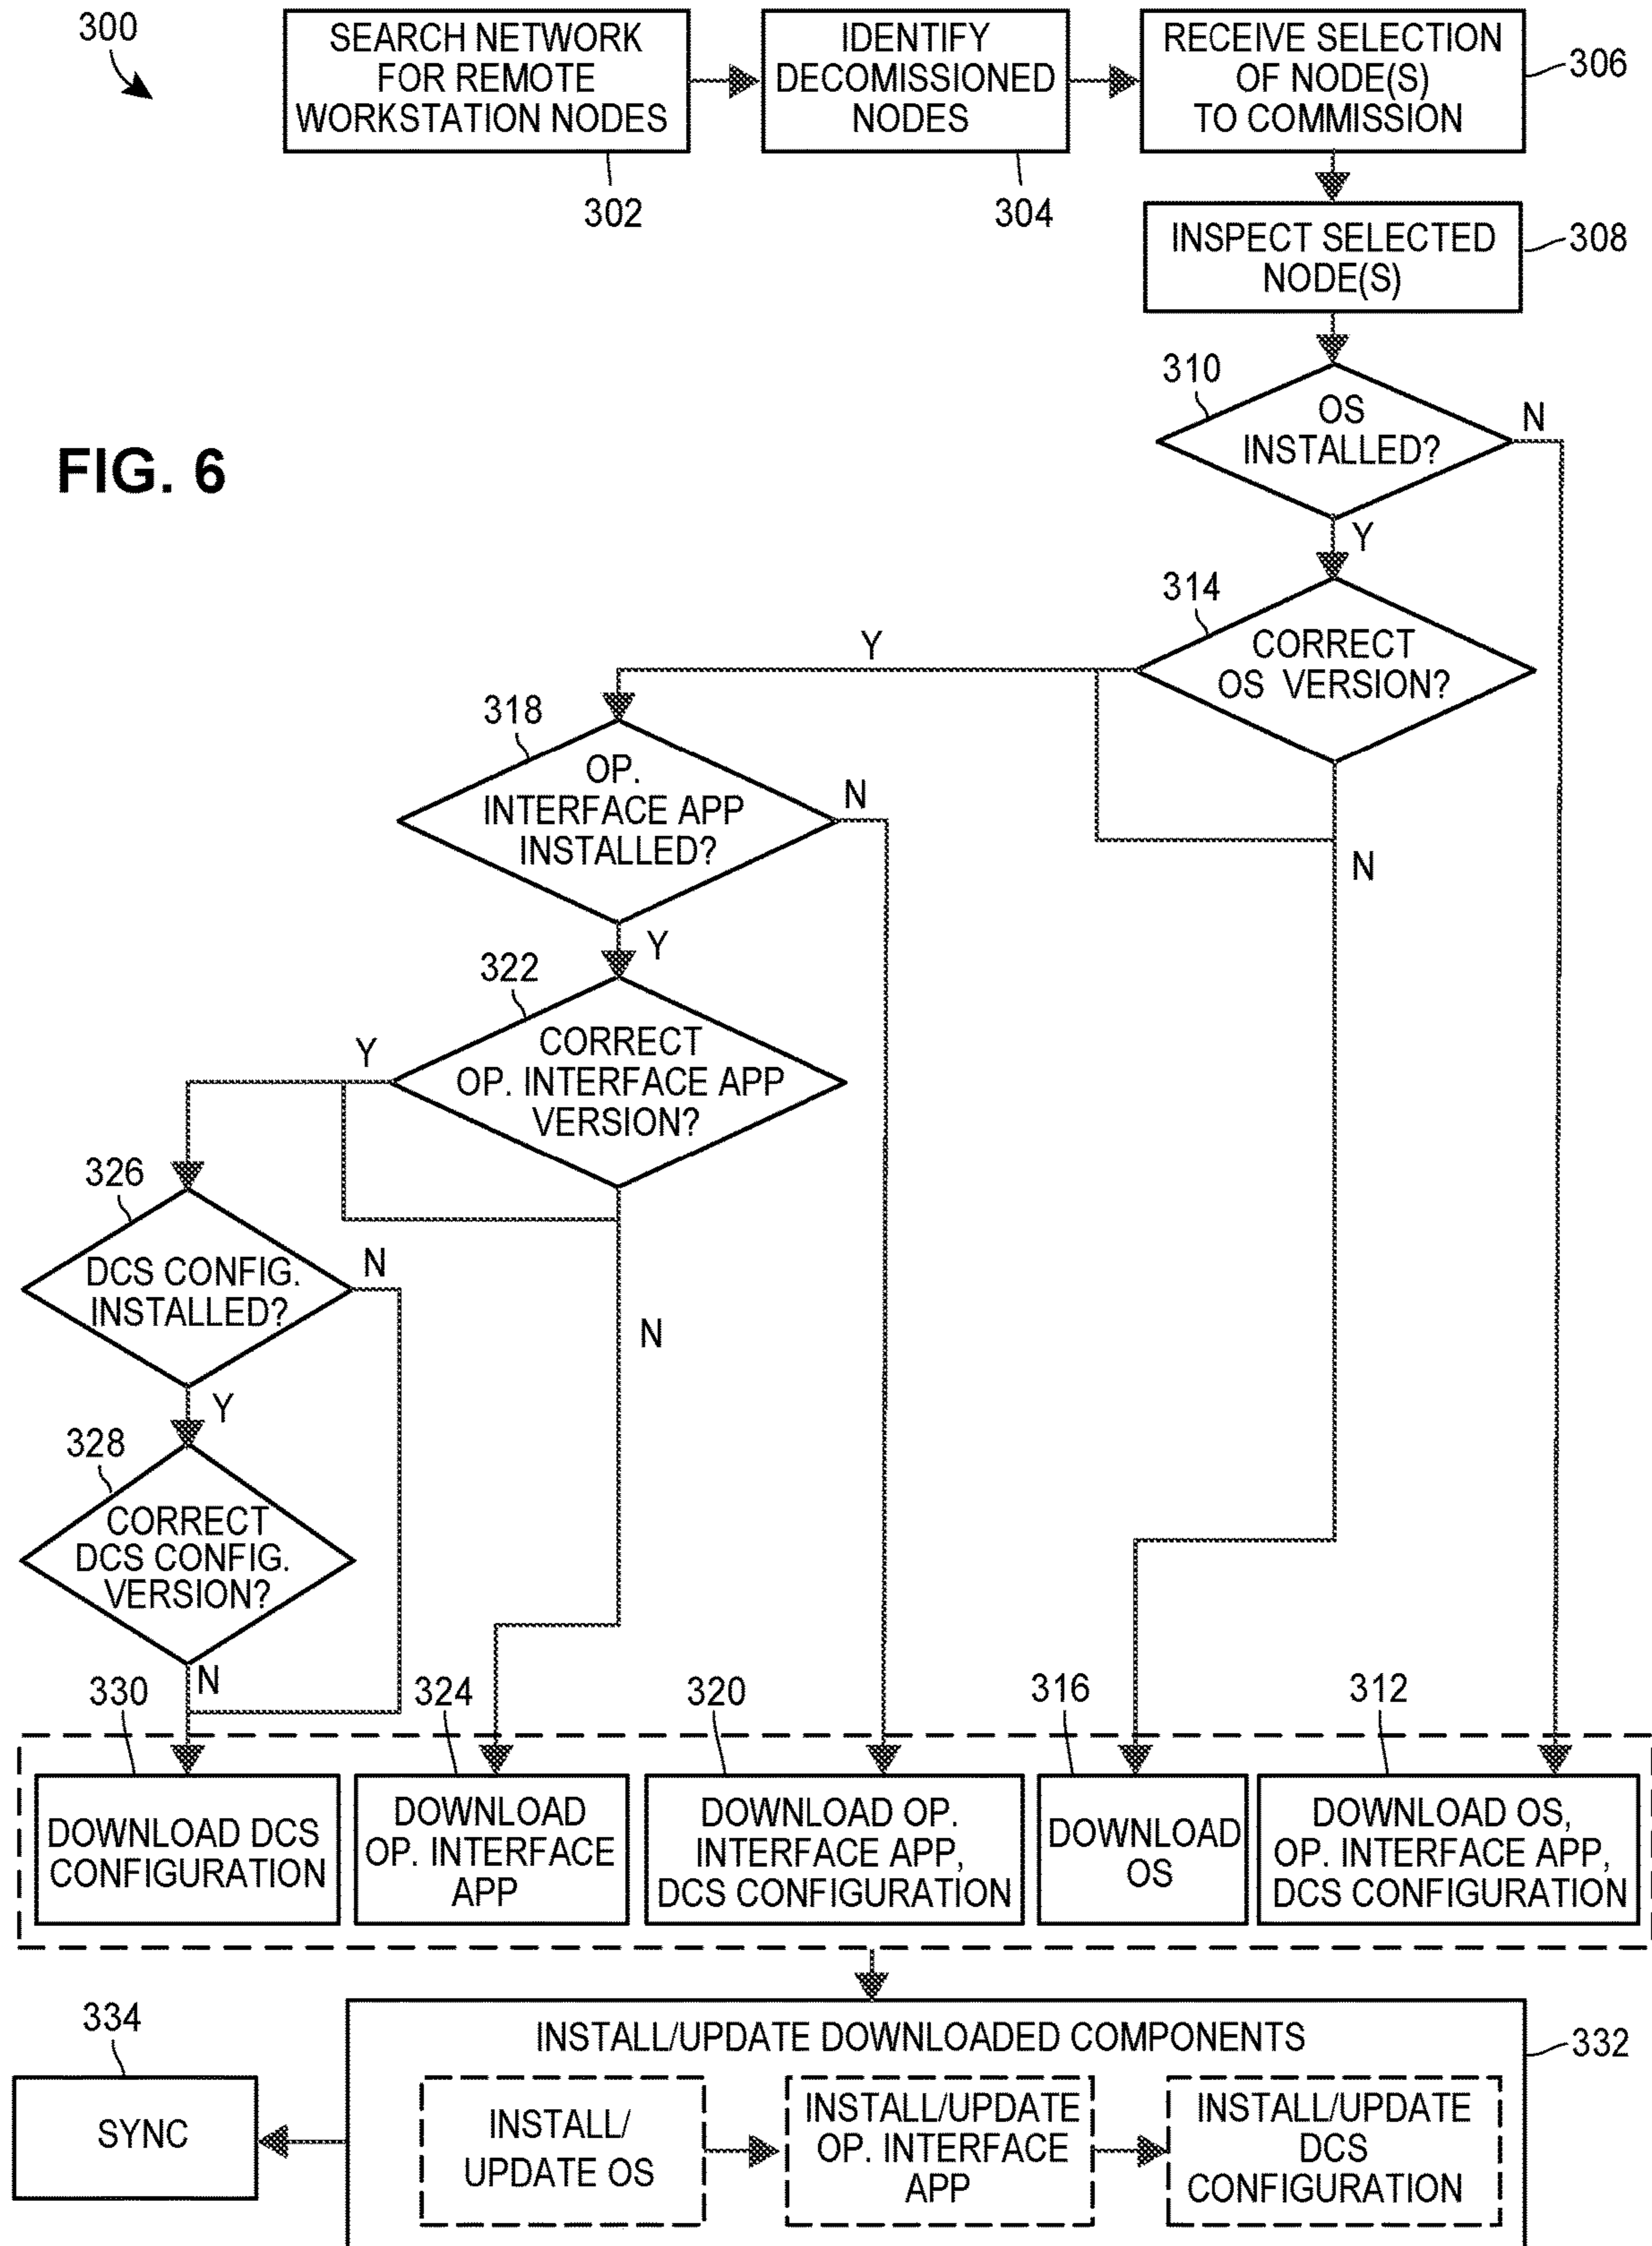 300
SEARCH NETWORK
FOR REMOTE
WORKSTATION NODES
302
IDENTIFY
DECOMISSIONED
NODES
304
RECEIVE SELECTION
OF NODE(S)
TO COMMISSION
306
INSPECT SELECTED
NODE(S)
308
FIG. 6
310
OS
INSTALLED?
N
Y
314
CORRECT
OS VERSION?
Y
N
318
OP.
INTERFACE APP
INSTALLED?
N
Y
322
CORRECT
OP. INTERFACE APP
VERSION?
Y
N
326
DCS CONFIG.
INSTALLED?
N
Y
328
CORRECT
DCS CONFIG.
VERSION?
N
330
324
320
316
312
DOWNLOAD DCS
CONFIGURATION
DOWNLOAD
OP. INTERFACE
APP
DOWNLOAD OP.
INTERFACE APP,
DCS CONFIGURATION
DOWNLOAD
OS
DOWNLOAD OS,
OP. INTERFACE APP,
DCS CONFIGURATION
334
SYNC
INSTALL/UPDATE DOWNLOADED COMPONENTS
332
INSTALL/
UPDATE OS
INSTALL/UPDATE
OP. INTERFACE
APP
INSTALL/UPDATE
DCS
CONFIGURATION